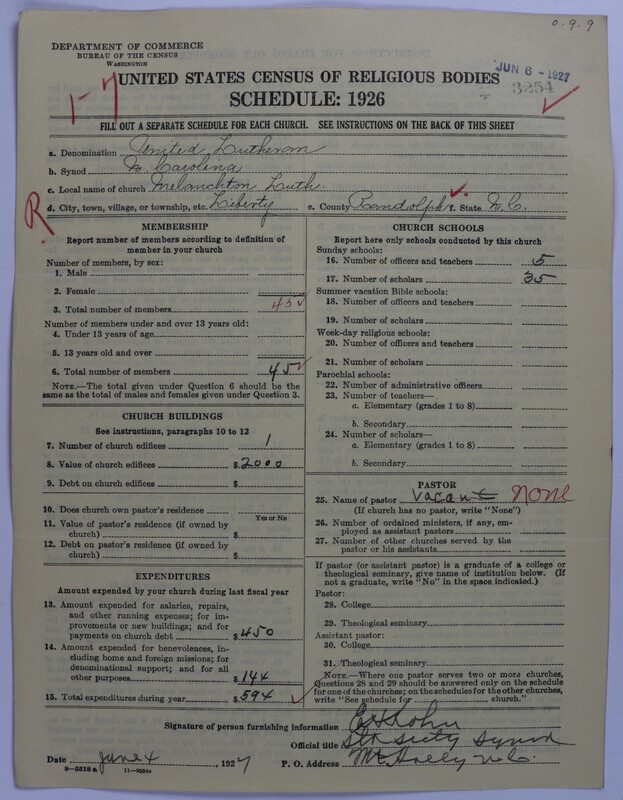 0-9-9
DEPARTMENT OF COMMERCE
BUREAU OF THE CENSUS
WASHINGTON
JUN 6 - 1927
3254
1-7
UNITED STATES CENSUS OF RELIGIOUS BODIES
SCHEDULE: 1926
FILL OUT A SEPARATE SCHEDULE FOR EACH CHURCH. SEE INSTRUCTIONS ON THE BACK OF THIS SHEET
a. Denomination United Lutheran
b. Synod N. Carolina
c. Local name of church Melanchton Luth.
d. City, town, village, or township, etc. Liberty e. County Randolph f. State N.C.
R
MEMBERSHIP
Report number of members according to definition of member in your church
Number of members, by sex:
1. Male
2. Female
3. Total number of members 45
Number of members under and over 13 years old:
4. Under 13 years of age
5. 13 years old and over
6. Total number of members 45
NOTE.—The total given under Question 6 should be the
same as the total of males and females given under Question 3.
CHURCH BUILDINGS
See instructions, paragraphs 10 to 12
7. Number of church edifices 1
8. Value of church edifices $ 2000
9. Debt on church edifices $
10. Does church own pastor's residence
Yes or No
11. Value of pastor's residence (if owned by
church) $
12. Debt on pastor's residence (if owned by
church) $
EXPENDITURES
Amount expended by your church during last fiscal year
13. Amount expended for salaries, repairs,
and other running expenses; for im-
provements or new buildings; and for
payments on church debt $ 450
14. Amount expended for benevolences, in-
cluding home and foreign missions; for
denominational support; and for all
other purposes $ 144
15. Total expenditures during year $ 594
CHURCH SCHOOLS
Report here only schools conducted by this church
Sunday schools:
16. Number of officers and teachers 5
17. Number of scholars 35
Summer vacation Bible schools:
18. Number of officers and teachers
19. Number of scholars
Week-day religious schools:
20. Number of officers and teachers
21. Number of scholars
Parochial schools:
22. Number of administrative officers
23. Number of teachers—
a. Elementary (grades 1 to 8)
b. Secondary
24. Number of scholars—
a. Elementary (grades 1 to 8)
b. Secondary
PASTOR
25. Name of pastor vacant None
(If church has no pastor, write "None")
26. Number of ordained ministers, if any, em-
ployed as assistant pastors
27. Number of other churches served by the
pastor or his assistants
If pastor (or assistant pastor) is a graduate of a college or
theological seminary, give name of institution below. (If
not a graduate, write "No" in the space indicated.)
Pastor:
28. College
29. Theological seminary
Assistant pastor:
30. College
31. Theological seminary
NOTE.—Where one pastor serves two or more churches,
Questions 28 and 29 should be answered only on the schedule
for one of the churches; on the schedules for the other churches,
write "See schedule for church."
Signature of person furnishing information
Official title Synod
Date June 4, 1927 P. O. Address Mt. Holly N.C.
8-5318 a